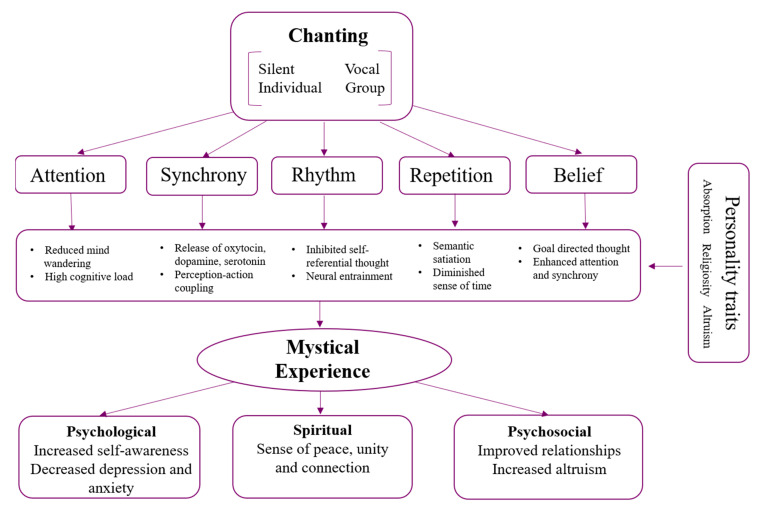 Chanting
Silent Vocal
Individual Group
Attention
Synchrony
Rhythm
Repetition
Belief
• Reduced mind
wandering
• High cognitive load
• Release of oxytocin,
dopamine, serotonin
• Perception-action
coupling
• Inhibited self-
referential thought
• Neural entrainment
• Semantic
satiation
• Diminished
sense of time
• Goal directed thought
• Enhanced attention
and synchrony
Personality traits
Absorption Religiosity Altruism
Mystical
Experience
Psychological
Increased self-awareness
Decreased depression and
anxiety
Spiritual
Sense of peace, unity
and connection
Psychosocial
Improved relationships
Increased altruism